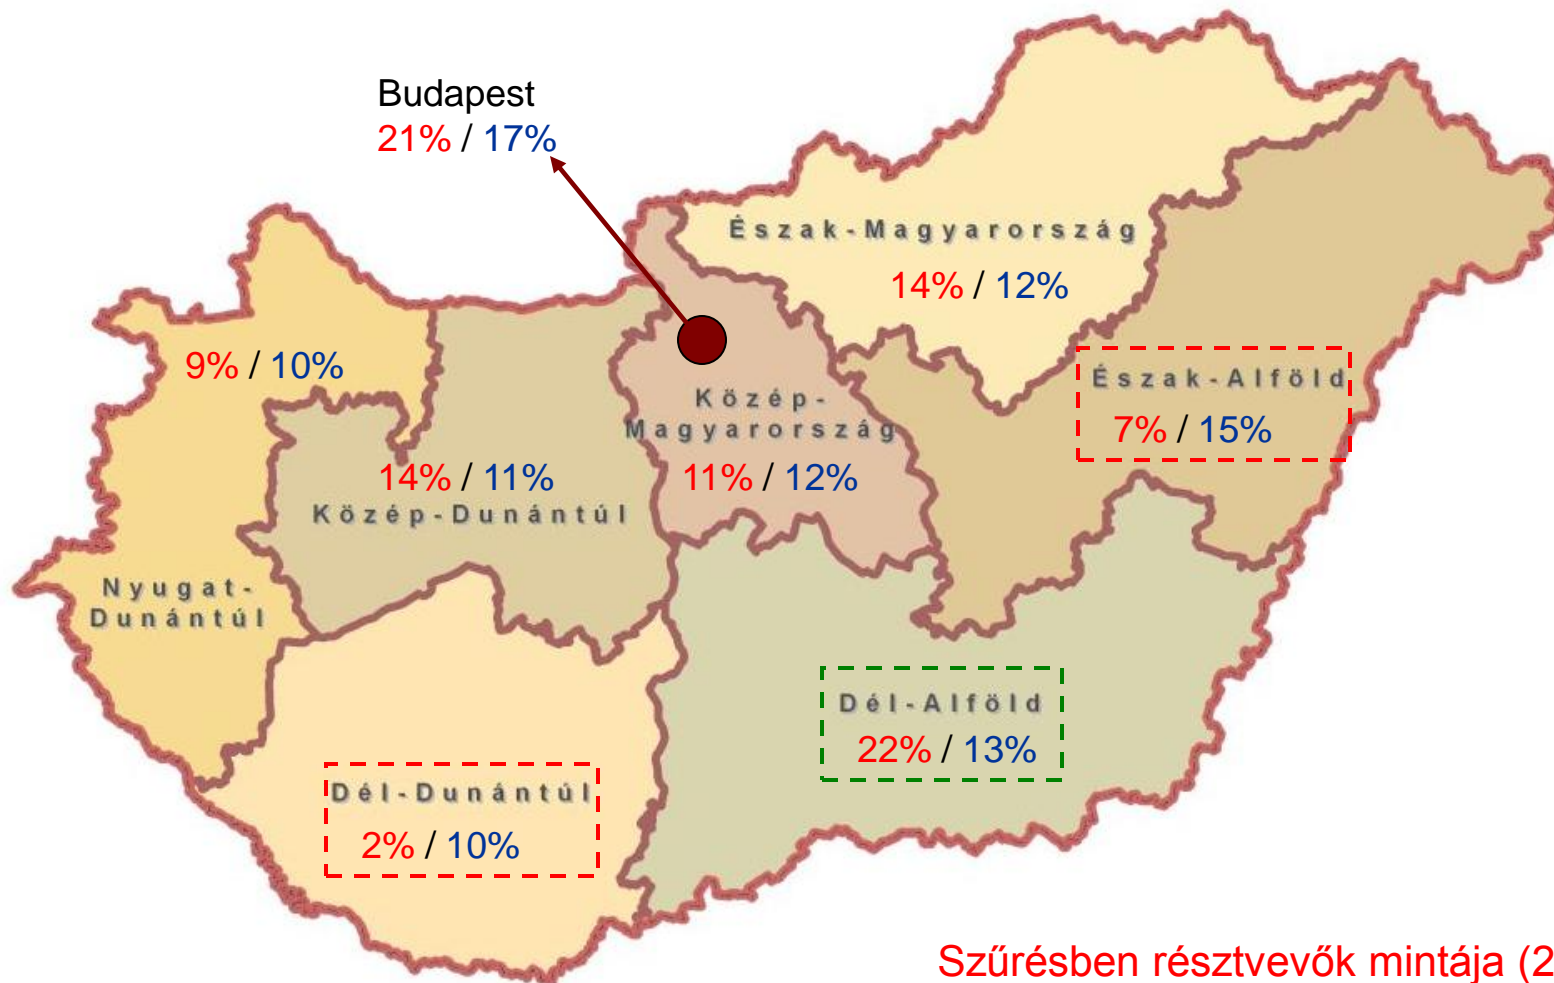 Budapest
21% / 17%
Észak-Magyarország
14% / 12%
9% / 10%
Észak-Alföld
7% / 15%
Közép-
Magyarország
11% / 12%
14% / 11%
Közép-Dunántúl
Nyugat-
Dunántúl
Dél-Alföld
22% / 13%
Dél-Dunántúl
2% / 10%
Szűrésben résztvevők mintája (2